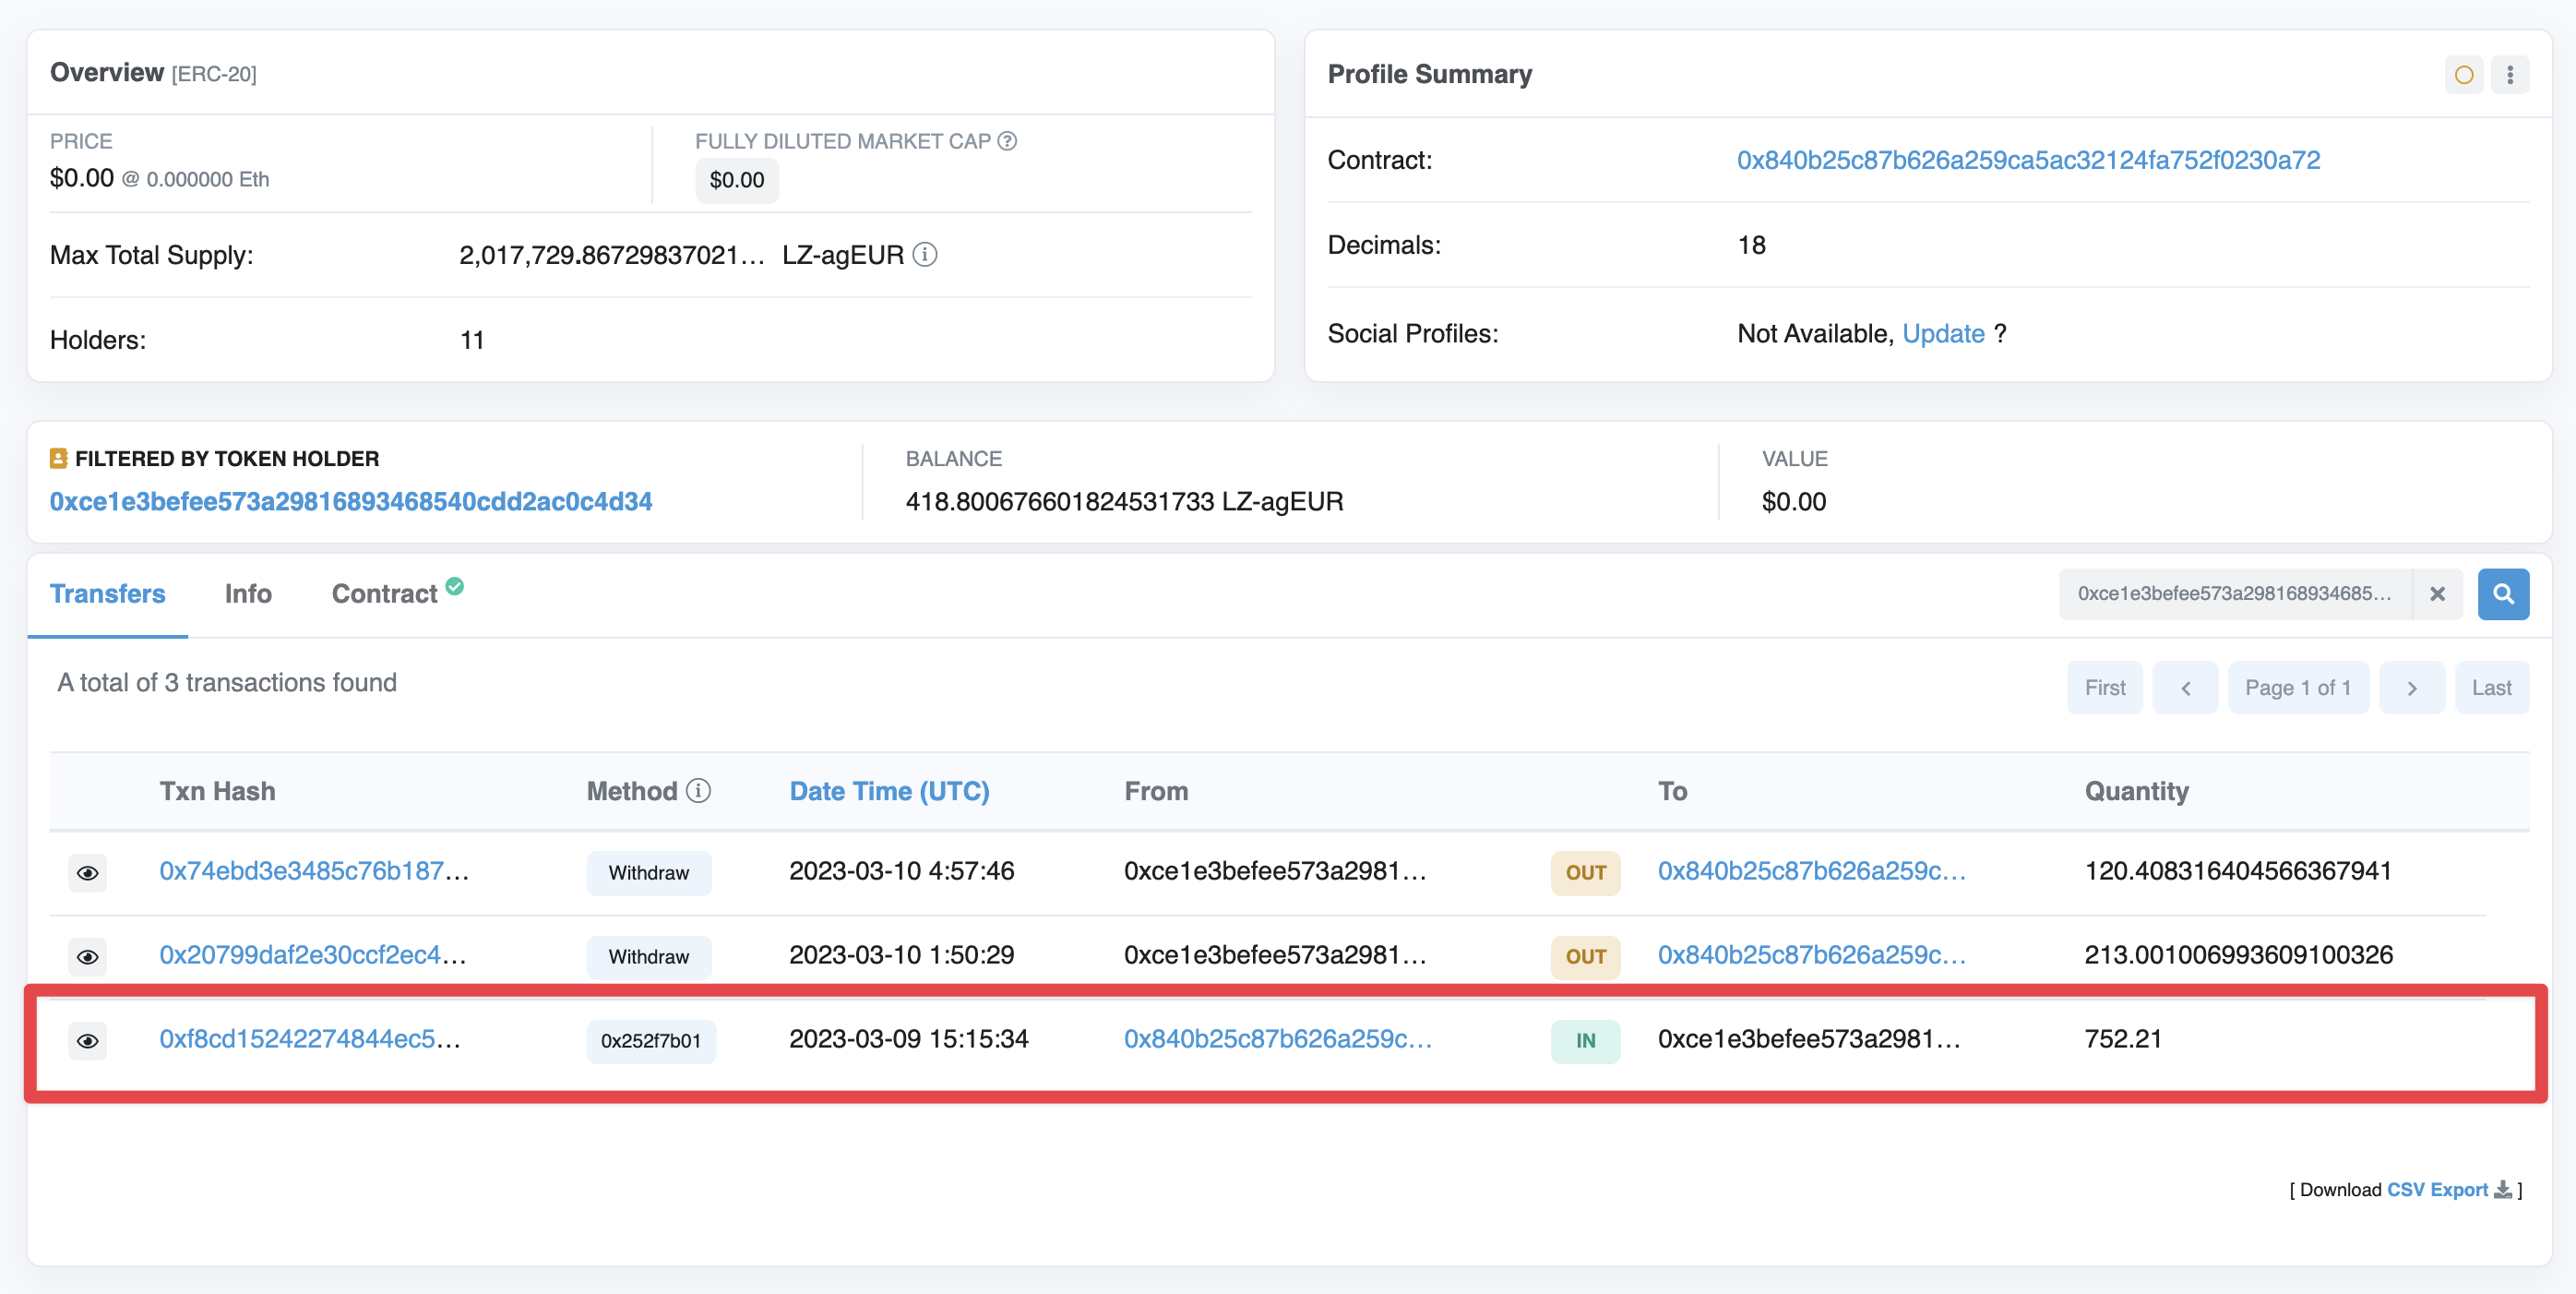 Overview [ERC-20]
PRICE
$0.00 @ 0.000000 Eth
FULLY DILUTED MARKET CAP
$0.00
Max Total Supply: 2,017,729.86729837021... LZ-agEUR
Holders: 11
Profile Summary
Contract: 0x840b25c87b626a259ca5ac32124fa752f0230a72
Decimals: 18
Social Profiles: Not Available, Update ?
FILTERED BY TOKEN HOLDER
0xce1e3befee573a29816893468540cdd2ac0c4d34
BALANCE
418.800676601824531733 LZ-agEUR
VALUE
$0.00
Transfers Info Contract
0xce1e3befee573a298168934685...
A total of 3 transactions found
First Page 1 of 1 Last
Txn Hash Method Date Time (UTC) From To Quantity
0x74ebd3e3485c76b187... Withdraw 2023-03-10 4:57:46 0xce1e3befee573a2981... OUT 0x840b25c87b626a259c... 120.408316404566367941
0x20799daf2e30ccf2ec4... Withdraw 2023-03-10 1:50:29 0xce1e3befee573a2981... OUT 0x840b25c87b626a259c... 213.001006993609100326
0xf8cd15242274844ec5... 0x252f7b01 2023-03-09 15:15:34 0x840b25c87b626a259c... IN 0xce1e3befee573a2981... 752.21
[ Download CSV Export ]